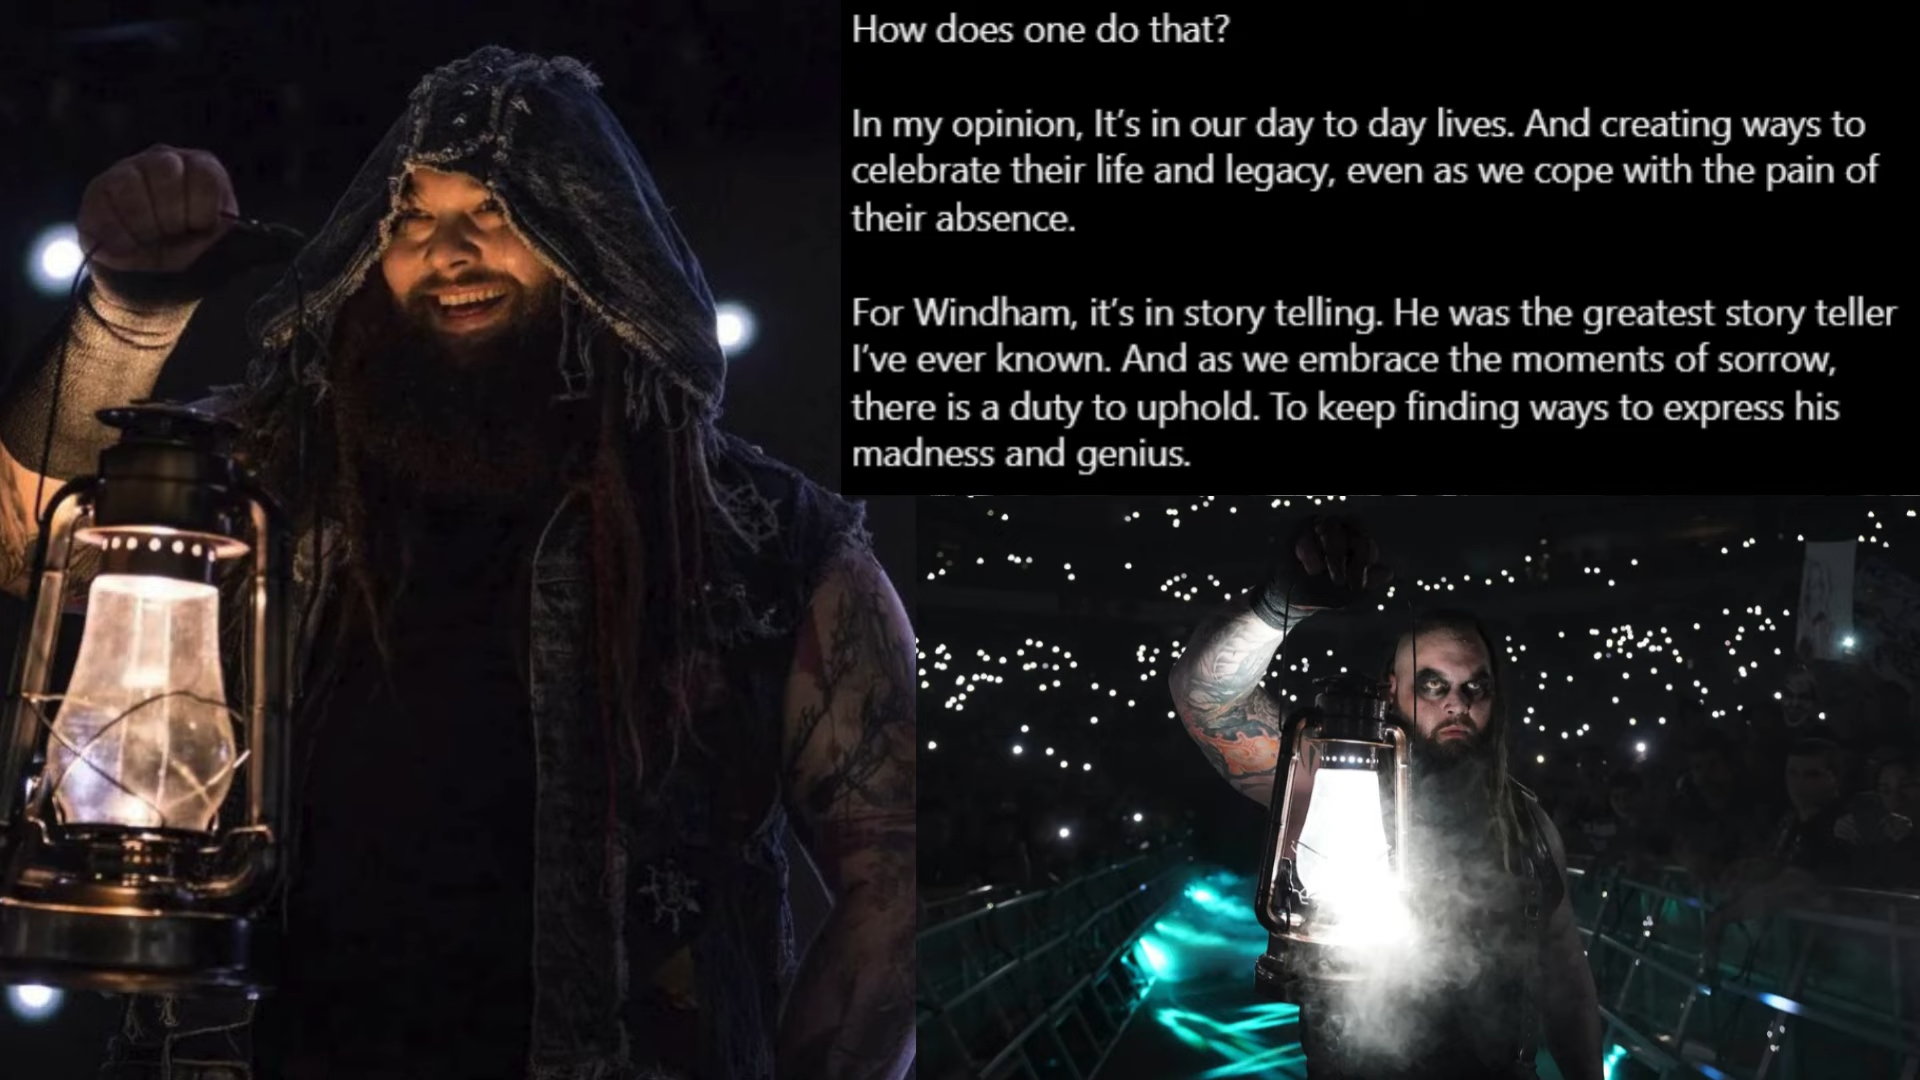 How does one do that?
In my opinion, It's in our day to day lives. And creating ways to
celebrate their life and legacy, even as we cope with the pain of
their absence.
For Windham, it's in story telling. He was the greatest story teller
I've ever known. And as we embrace the moments of sorrow,
there is a duty to uphold. To keep finding ways to express his
madness and genius.